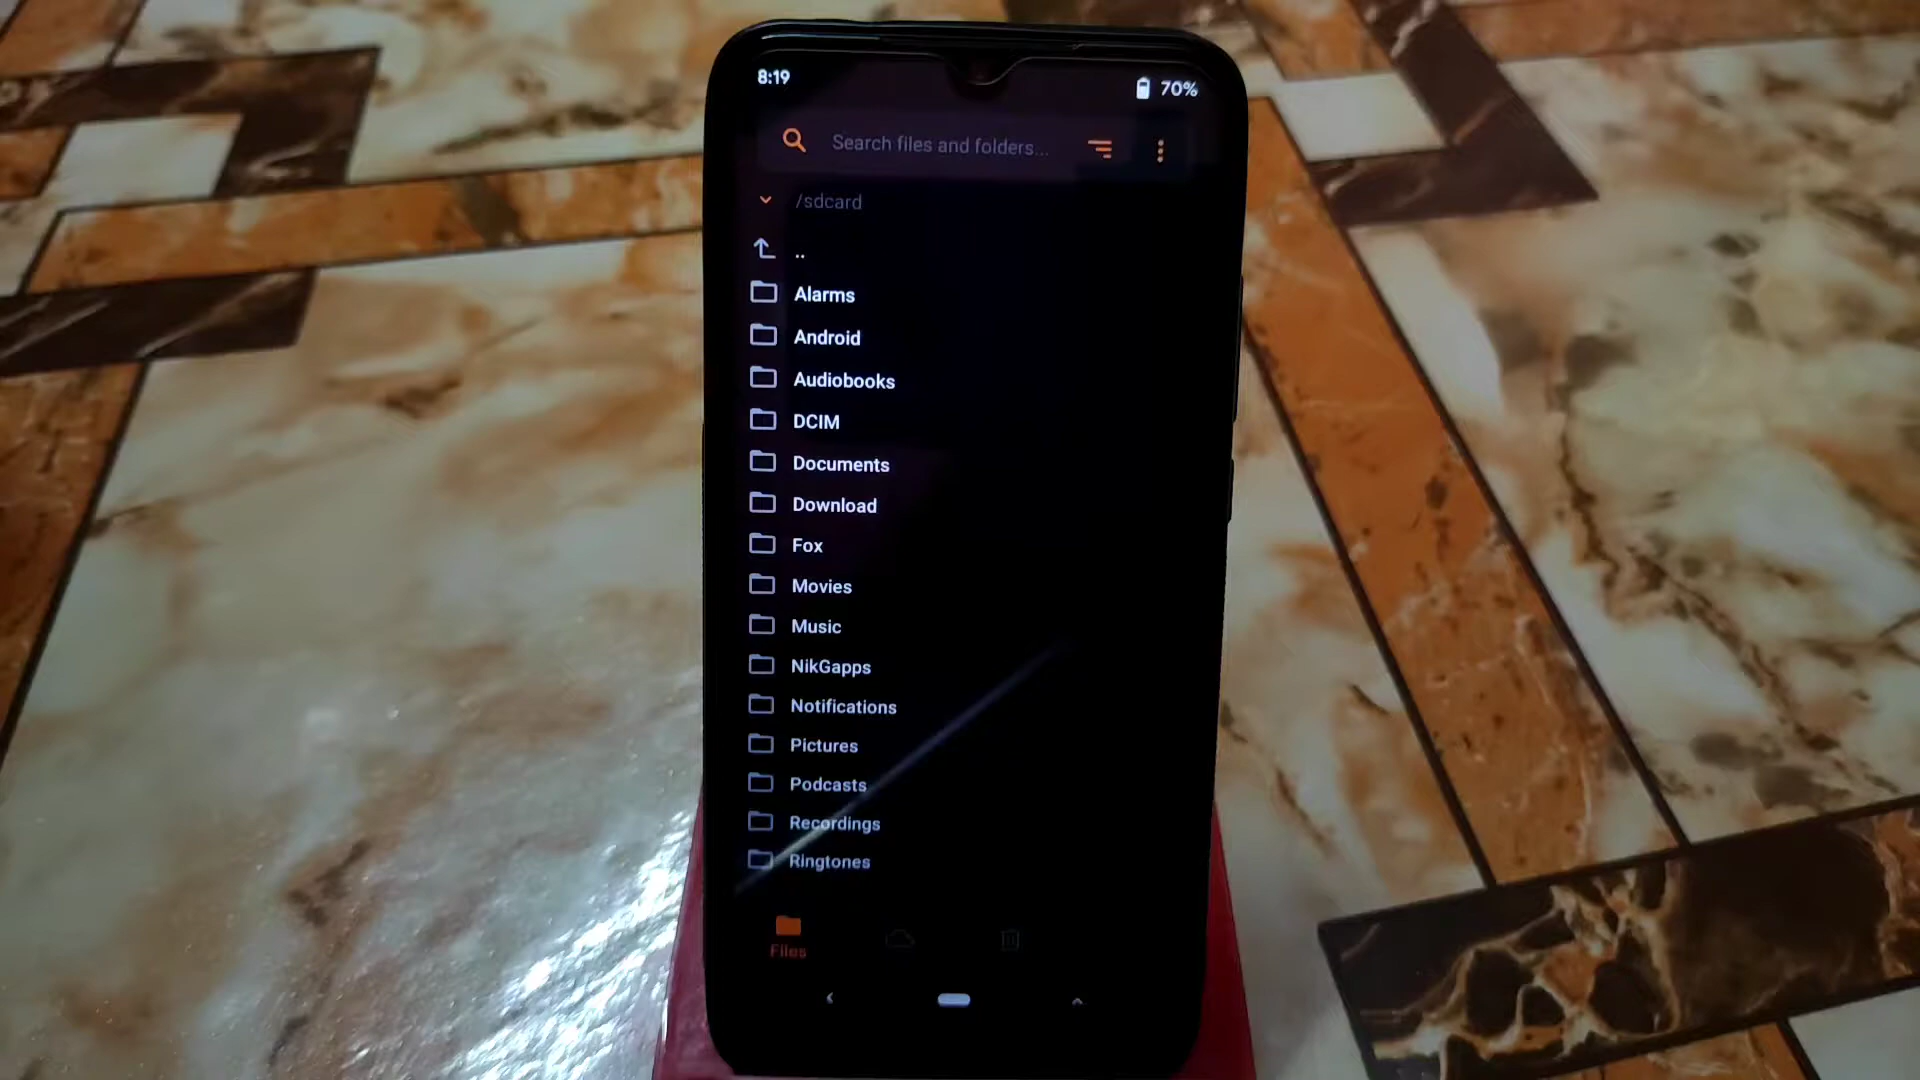 8:19
70%
Search files and folders...
/sdcard
..
Alarms
Android
Audiobooks
DCIM
Documents
Download
Fox
Movies
Music
NikGapps
Notifications
Pictures
Podcasts
Recordings
Ringtones
Files